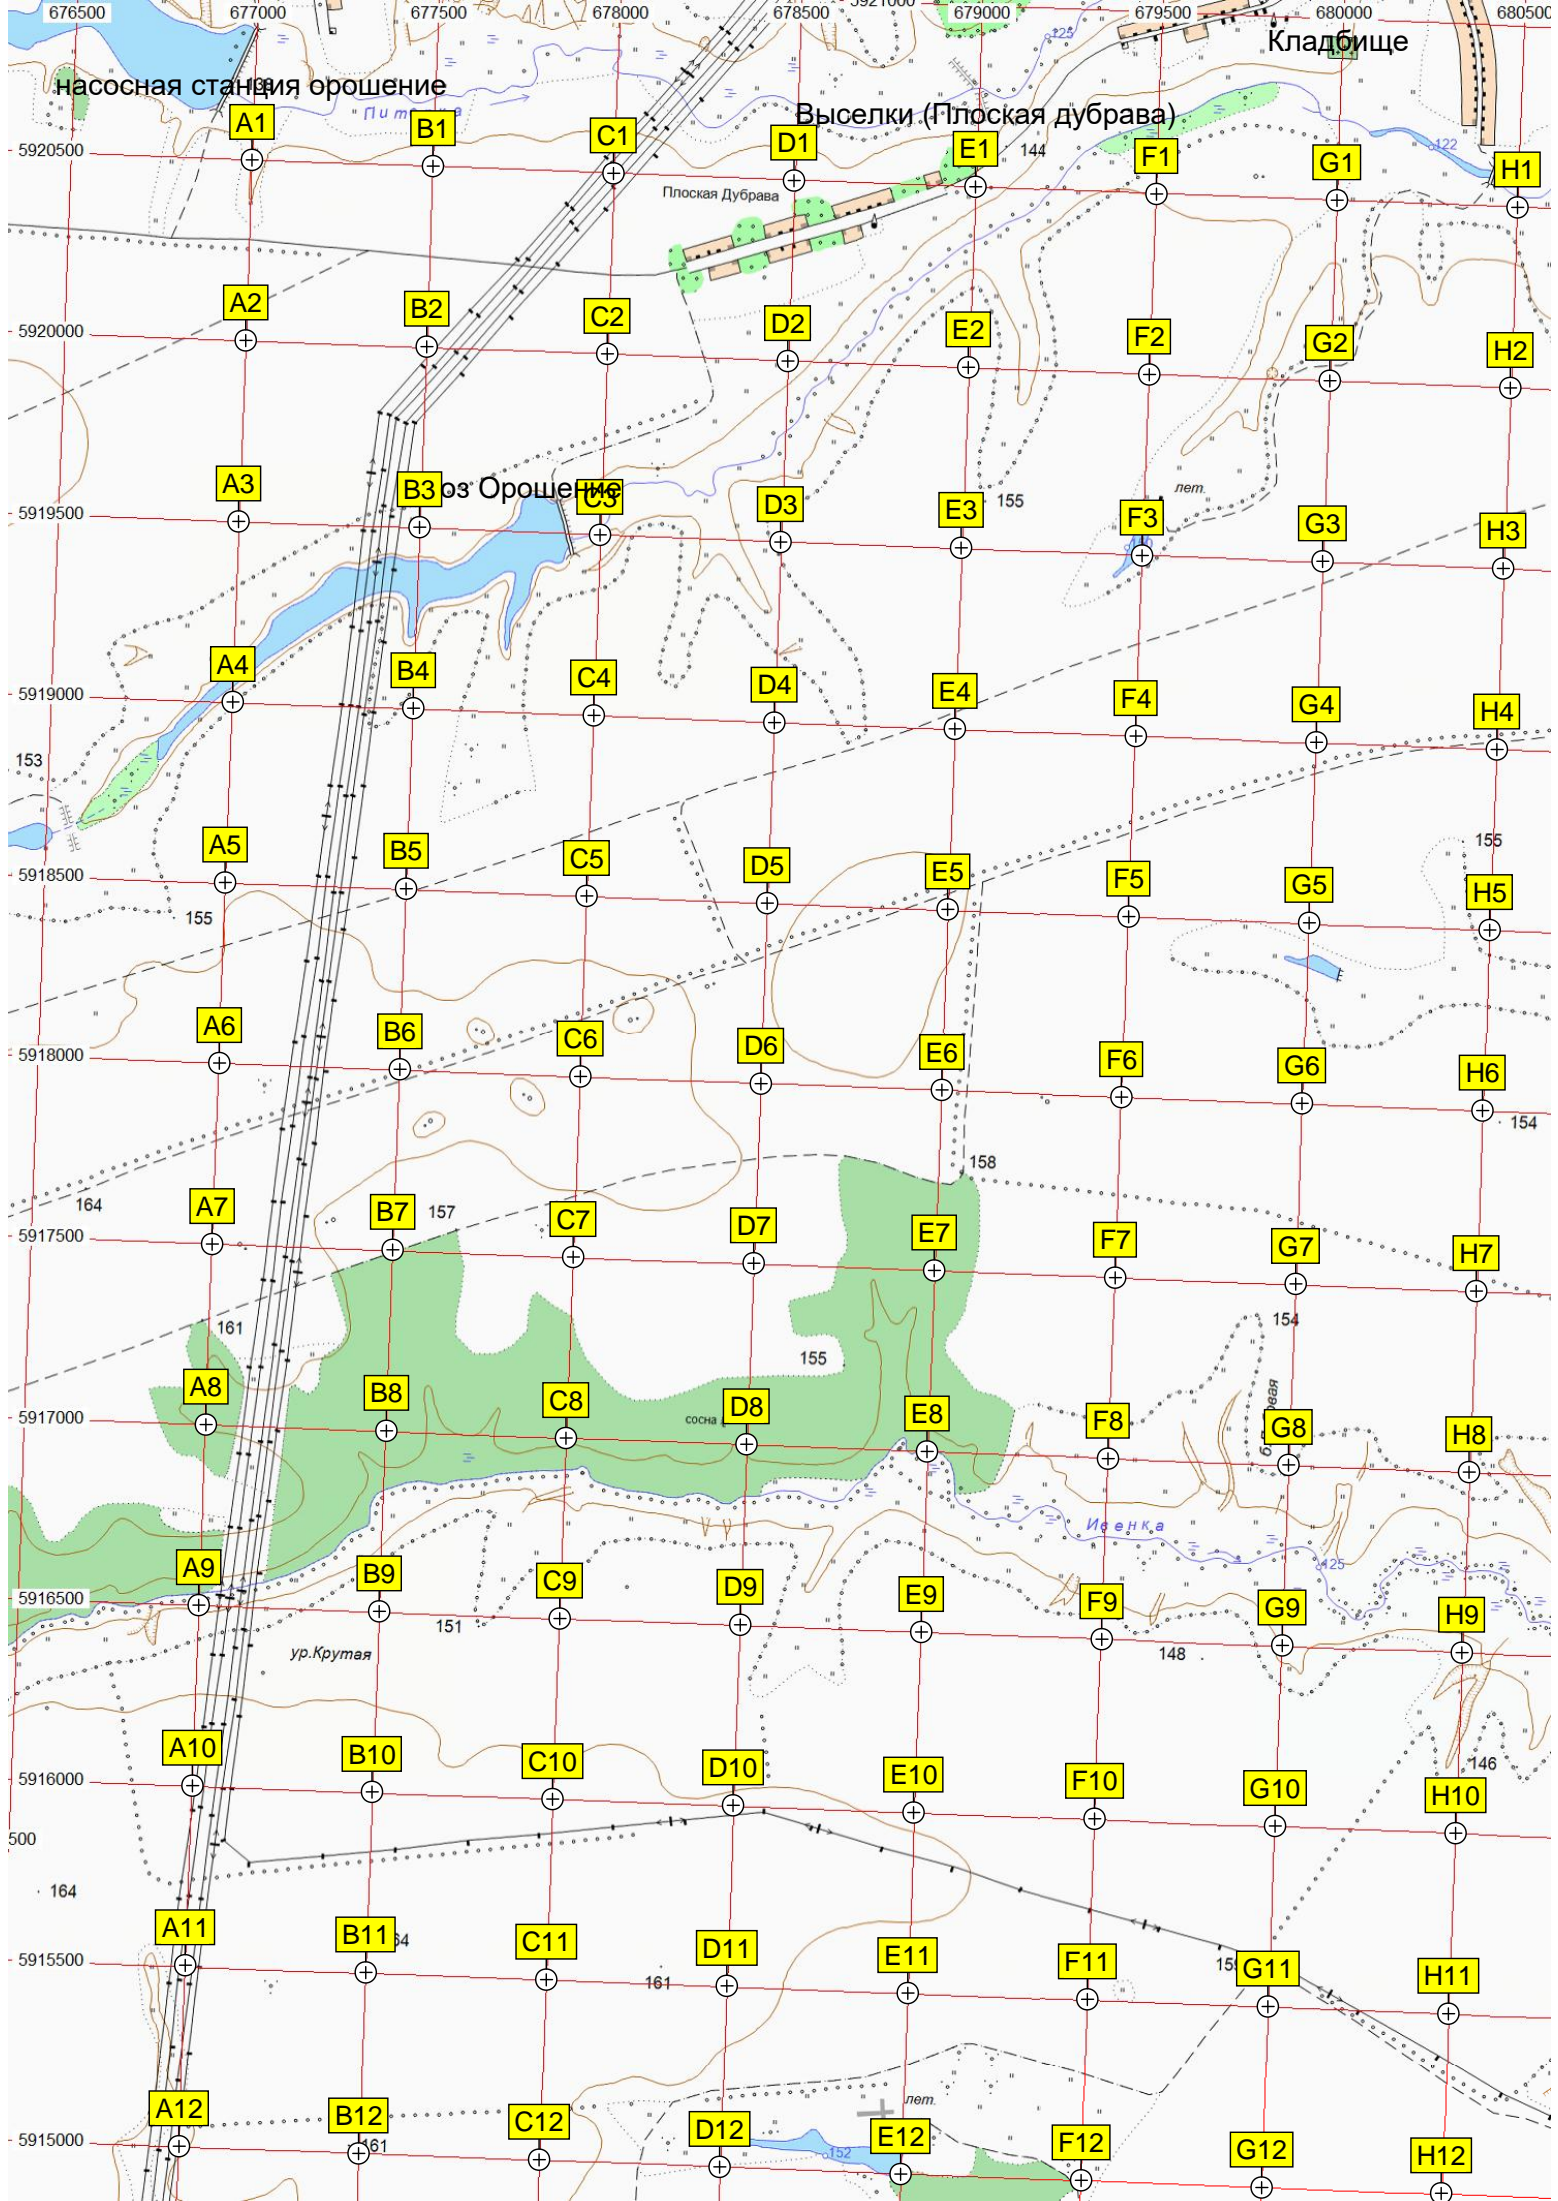 676500 677000 677500 678000 678500 5921000 679000 679500 680000 680500
125
Кладбище
насосная станция орошение
Выселки (Плоская дубрава)
A1 B1 C1 D1 E1 144 F1 G1 122 H1
5920500
Плоская Дубрава
A2 B2 C2 D2 E2 F2 G2 H2
5920000
A3 B3 оз Орошение C3 D3 E3 155 F3 лет. G3 H3
5919500
A4 B4 C4 D4 E4 F4 G4 H4
5919000
153
A5 B5 C5 D5 E5 F5 G5 H5
5918500
155
155
A6 B6 C6 D6 E6 F6 G6 H6
5918000
154
158
164
A7 B7 157 C7 D7 E7 F7 G7 H7
5917500
161
154
155
A8 B8 C8 D8 E8 F8 G8 H8
5917000
сосна
Ивенка
125
A9 B9 C9 D9 E9 F9 G9 H9
5916500
151
148
ур.Крутая
A10 B10 C10 D10 E10 F10 G10 H10
146
5916000
500
164
A11 B11 C11 D11 E11 F11 G11 H11
5915500
161
лет.
A12 B12 C12 D12 E12 F12 G12 H12
5915000
161
152